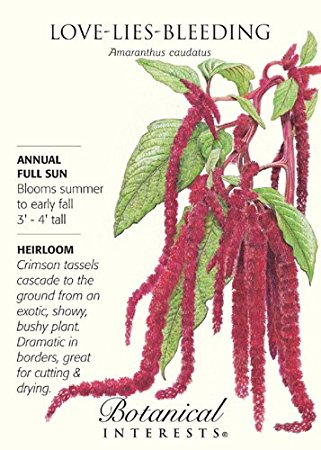 LOVE-LIES-BLEEDING
Amaranthus caudatus
ANNUAL
FULL SUN
Blooms summer
to early fall
3' - 4' tall
HEIRLOOM
Crimson tassels
cascade to the
ground from an
exotic, showy,
bushy plant.
Dramatic in
borders, great
for cutting &
drying.
Botanical
INTERESTS®